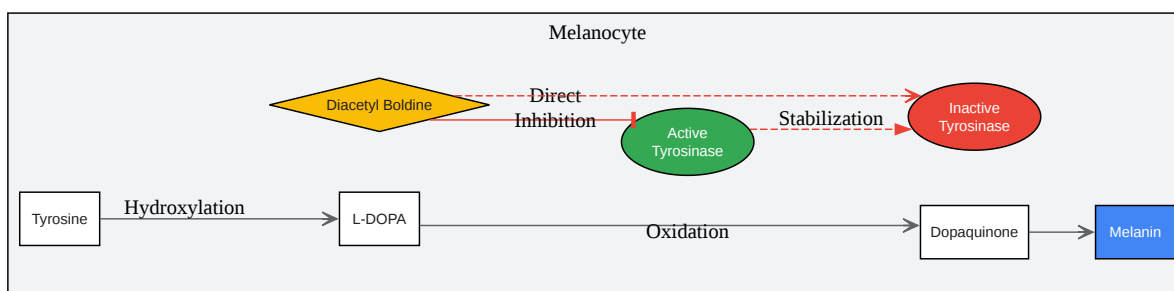 Melanocyte
Diacetyl Boldine
Direct
Inhibition
Active
Tyrosinase
Stabilization
Inactive
Tyrosinase
Tyrosine
Hydroxylation
L-DOPA
Oxidation
Dopaquinone
Melanin